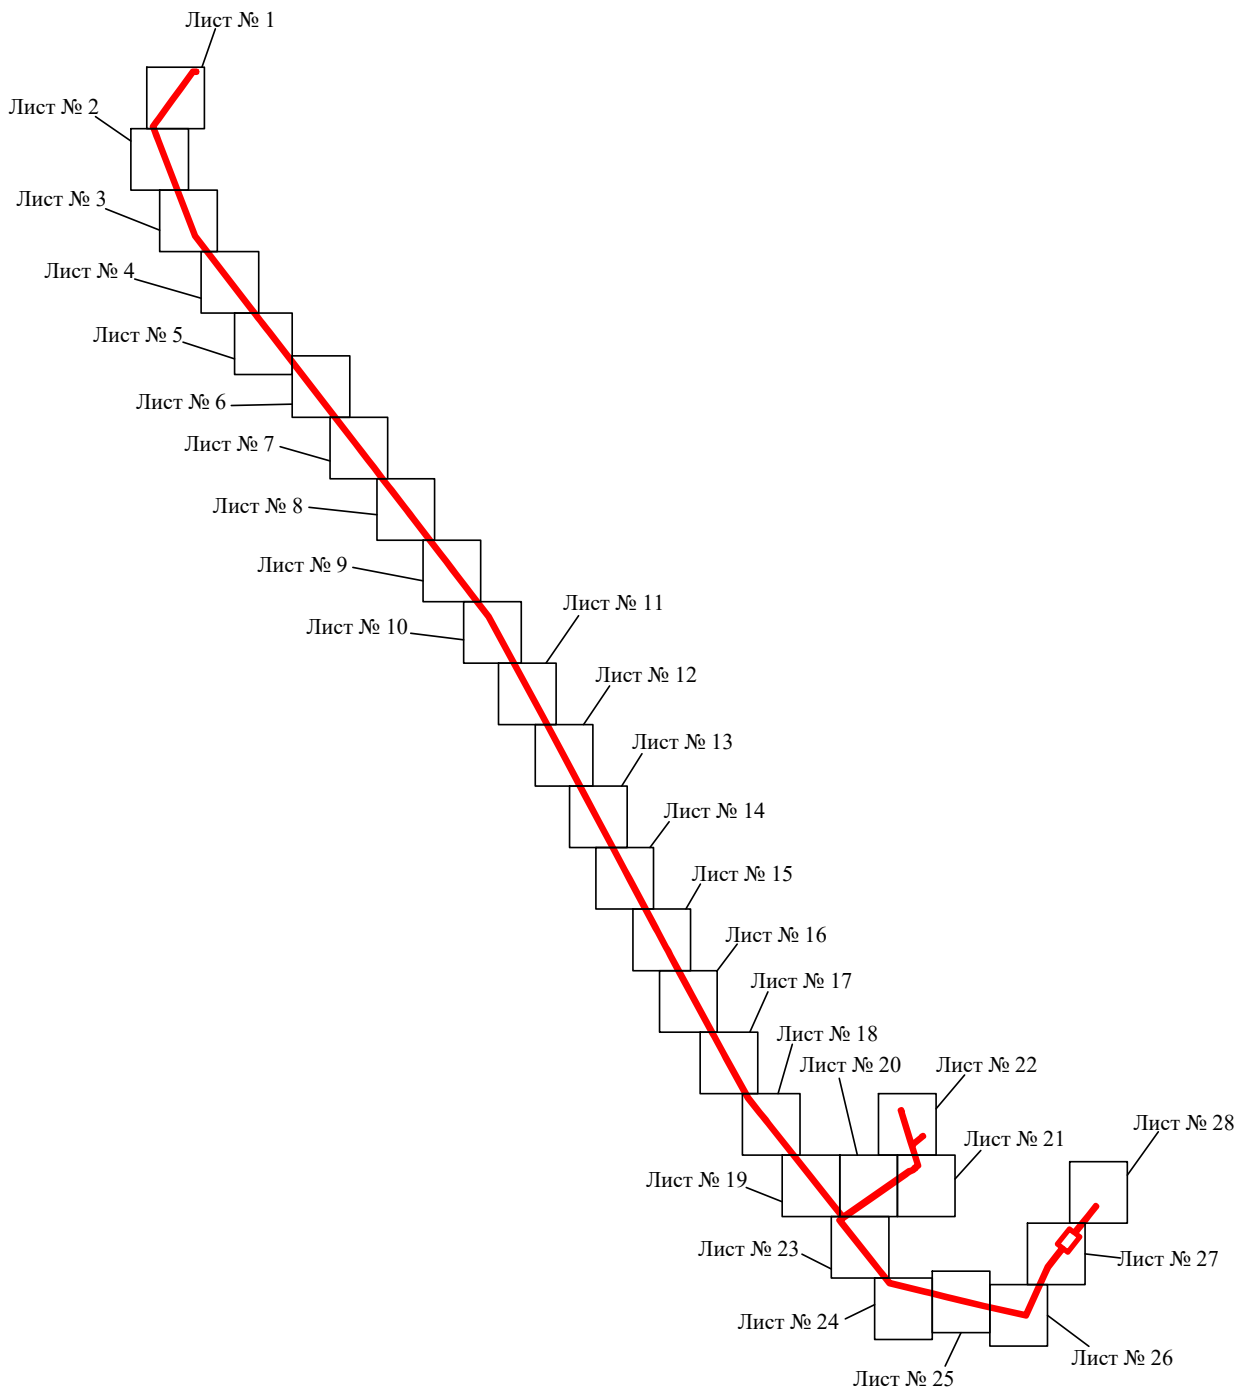 Лист № 1
Лист № 2
Лист № 3
Лист № 4
Лист № 5
Лист № 6
Лист № 7
Лист № 8
Лист № 9
Лист № 10
Лист № 11
Лист № 12
Лист № 13
Лист № 14
Лист № 15
Лист № 16
Лист № 17
Лист № 18
Лист № 20
Лист № 22
Лист № 28
Лист № 21
Лист № 19
Лист № 23
Лист № 27
Лист № 24
Лист № 26
Лист № 25